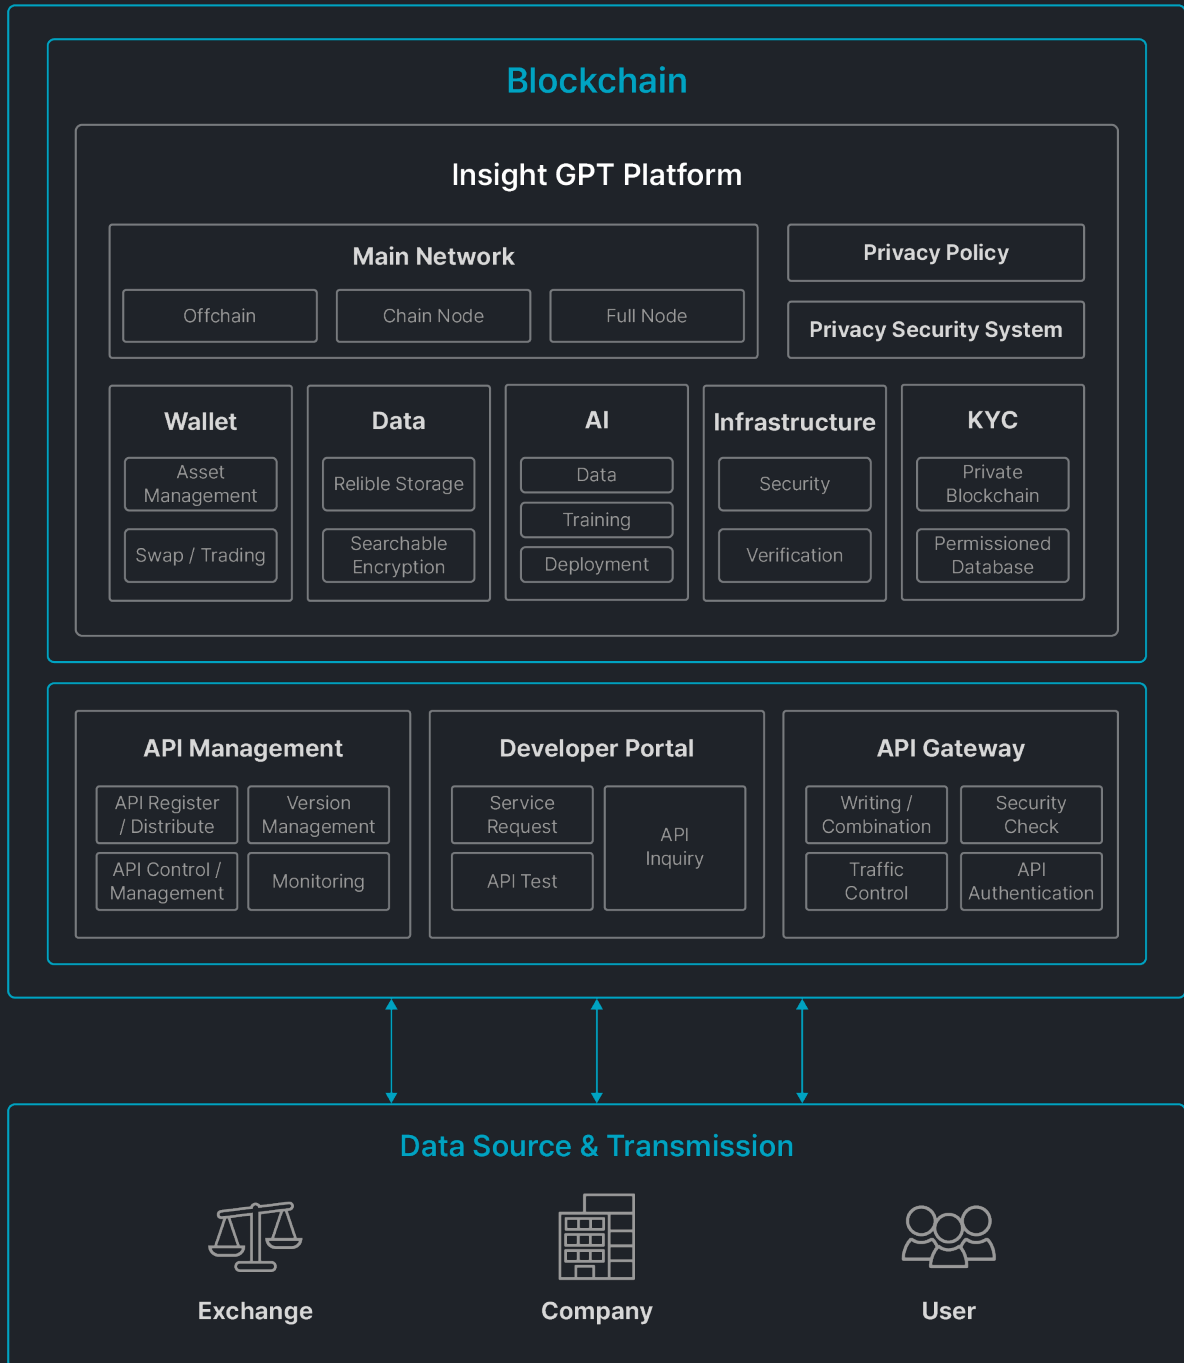 Blockchain
Insight GPT Platform
Main Network
Offchain
Chain Node
Full Node
Privacy Policy
Privacy Security System
Wallet
Asset
Management
Swap / Trading
Data
Relible Storage
Searchable
Encryption
AI
Data
Training
Deployment
Infrastructure
Security
Verification
KYC
Private
Blockchain
Permissioned
Database
API Management
API Register
/ Distribute
Version
Management
API Control /
Management
Monitoring
Developer Portal
Service
Request
API Test
API
Inquiry
API Gateway
Writing /
Combination
Security
Check
Traffic
Control
API
Authentication
Data Source & Transmission
Exchange
Company
User